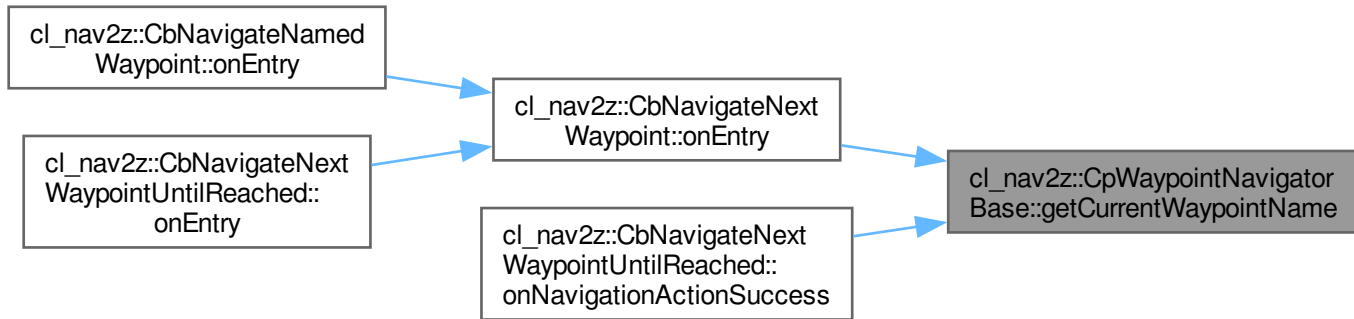 cl_nav2z::CbNavigateNamed
Waypoint::onEntry
cl_nav2z::CbNavigateNext
WaypointUntilReached::
onEntry
cl_nav2z::CbNavigateNext
Waypoint::onEntry
cl_nav2z::CbNavigateNext
WaypointUntilReached::
onNavigationActionSuccess
cl_nav2z::CpWaypointNavigator
Base::getCurrentWaypointName